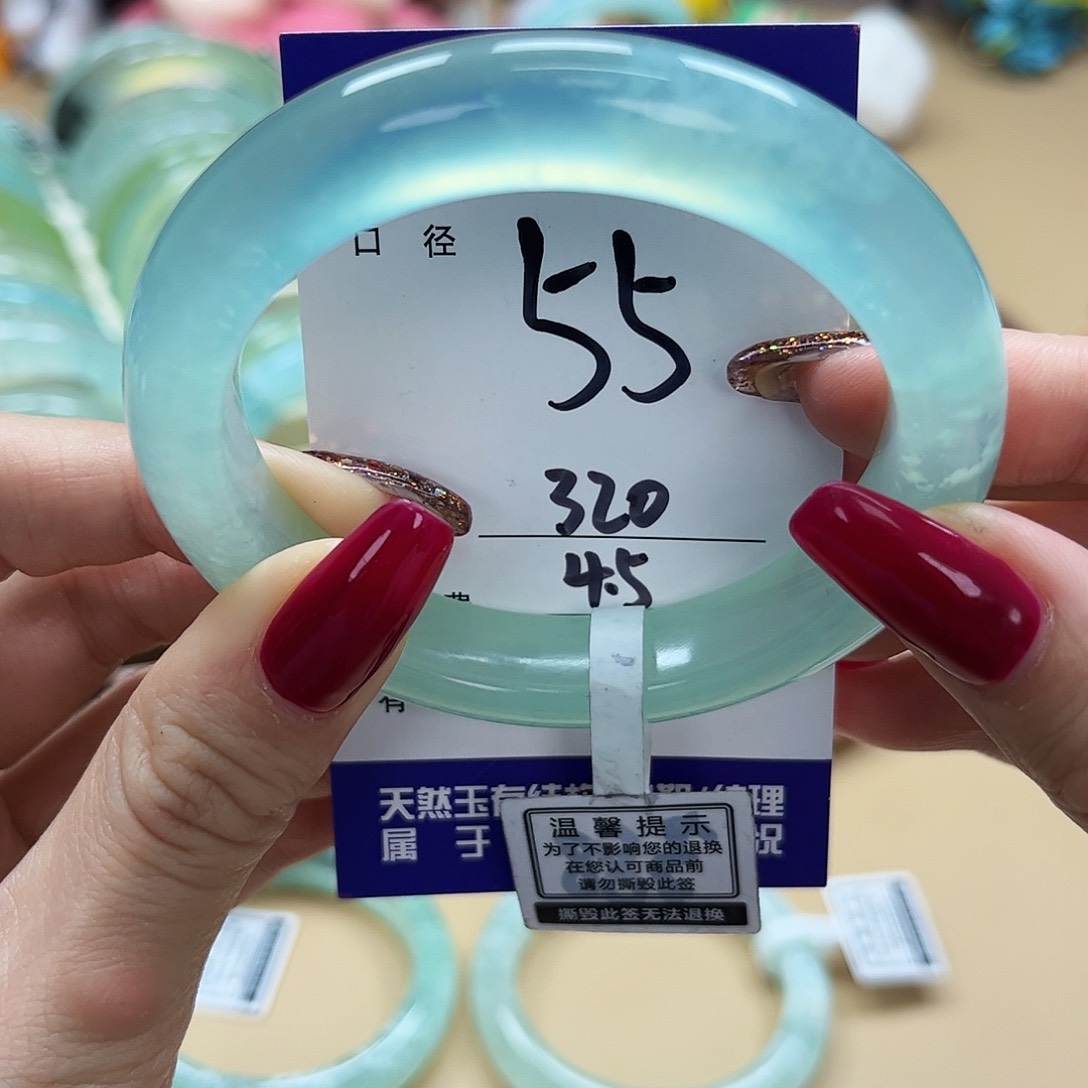 口 径
55
320
4.5
有
天然玉有结
理
属 于
况
温馨提示
为了不影响您的退换
在您认可商品前
请勿撕毁此签
撕毁此签无法退换